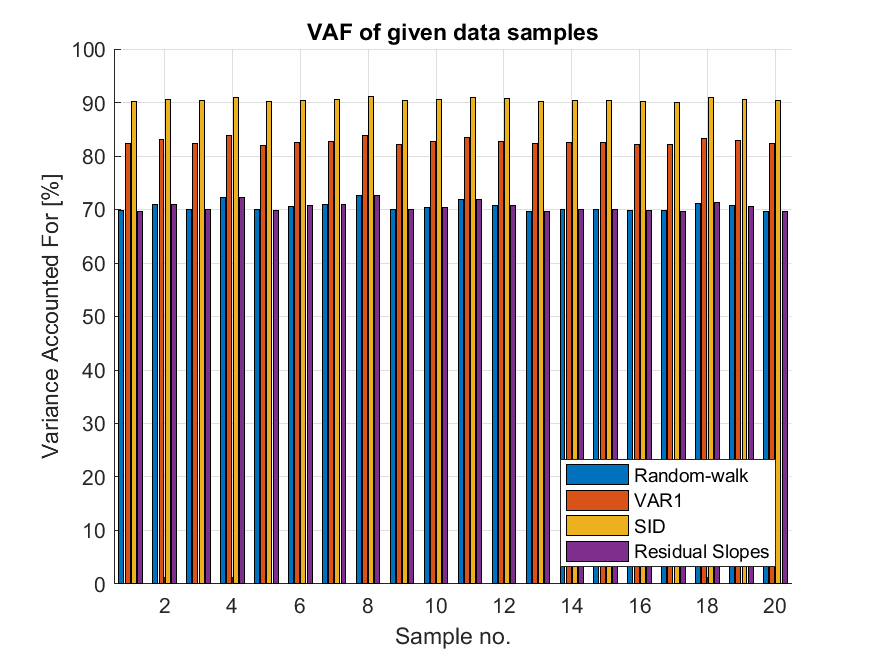 VAF of given data samples
Variance Accounted For [%]
100
90
80
70
60
50
40
30
20
10
0
Random-walk
VAR1
SID
Residual Slopes
2 4 6 8 10 12 14 16 18 20
Sample no.